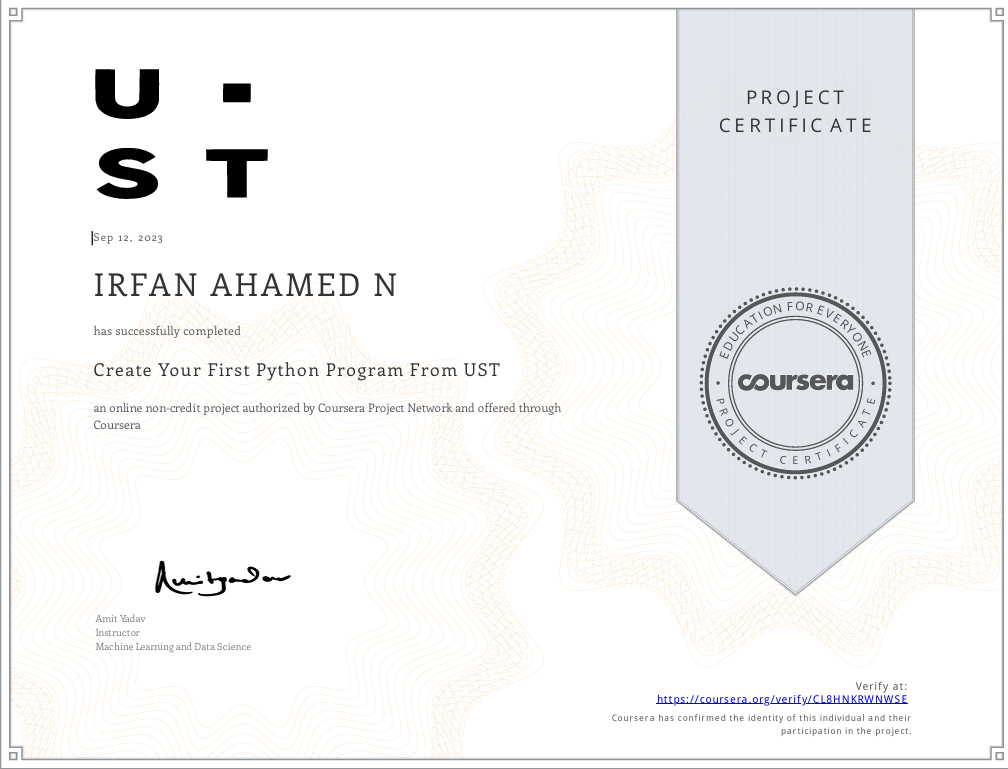 U ·
S T
Sep 12, 2023
IRFAN AHAMED N
has successfully completed
Create Your First Python Program From UST
an online non-credit project authorized by Coursera Project Network and offered through
Coursera
Amit Yadav
Amit Yadav
Instructor
Machine Learning and Data Science
PROJECT
CERTIFICATE
EDUCATION FOR EVERYONE
coursera
PROJECT CERTIFICATE
Verify at:
https://coursera.org/verify/CL8HNKRWNWSE
Coursera has confirmed the identity of this individual and their
participation in the project.